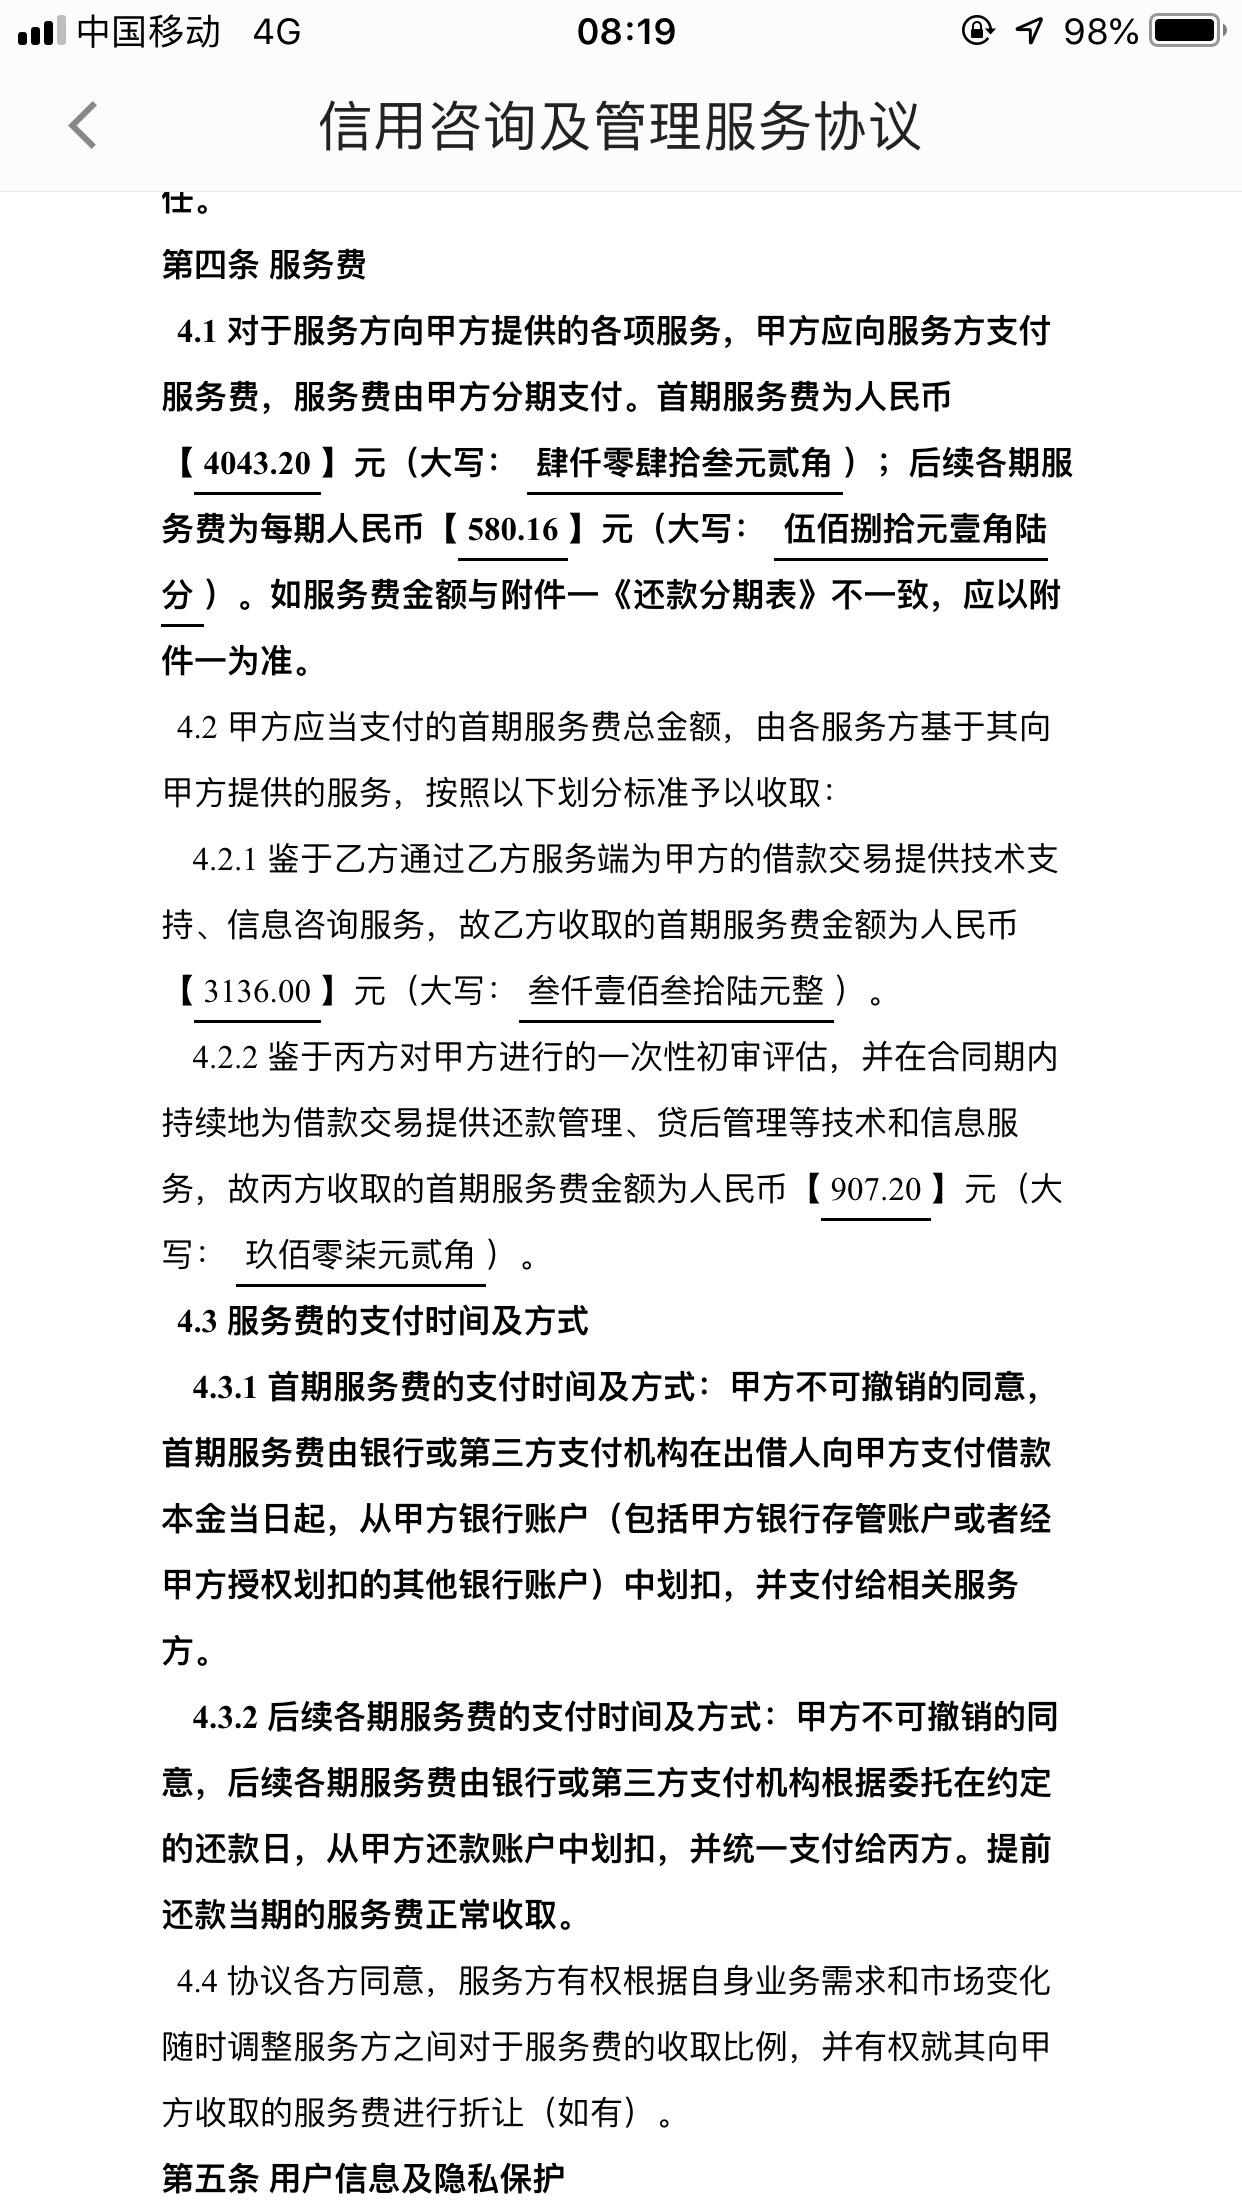 中国移动 4G 08:19 98%
信用咨询及管理服务协议
任。
第四条 服务费
4.1 对于服务方向甲方提供的各项服务，甲方应向服务方支付
服务费，服务费由甲方分期支付。首期服务费为人民币
【 4043.20 】元（大写： 肆仟零肆拾叁元贰角 ）；后续各期服
务费为每期人民币【 580.16 】元（大写： 伍佰捌拾元壹角陆
分 ）。如服务费金额与附件一《还款分期表》不一致，应以附
件一为准。
4.2 甲方应当支付的首期服务费总金额，由各服务方基于其向
甲方提供的服务，按照以下划分标准予以收取：
4.2.1 鉴于乙方通过乙方服务端为甲方的借款交易提供技术支
持、信息咨询服务，故乙方收取的首期服务费金额为人民币
【 3136.00 】元（大写： 叁仟壹佰叁拾陆元整 ）。
4.2.2 鉴于丙方对甲方进行的一次性初审评估，并在合同期内
持续地为借款交易提供还款管理、贷后管理等技术和信息服
务，故丙方收取的首期服务费金额为人民币【 907.20 】元（大
写： 玖佰零柒元贰角 ）。
4.3 服务费的支付时间及方式
4.3.1 首期服务费的支付时间及方式：甲方不可撤销的同意，
首期服务费由银行或第三方支付机构在出借人向甲方支付借款
本金当日起，从甲方银行账户（包括甲方银行存管账户或者经
甲方授权划扣的其他银行账户）中划扣，并支付给相关服务
方。
4.3.2 后续各期服务费的支付时间及方式：甲方不可撤销的同
意，后续各期服务费由银行或第三方支付机构根据委托在约定
的还款日，从甲方还款账户中划扣，并统一支付给丙方。提前
还款当期的服务费正常收取。
4.4 协议各方同意，服务方有权根据自身业务需求和市场变化
随时调整服务方之间对于服务费的收取比例，并有权就其向甲
方收取的服务费进行折让（如有）。
第五条 用户信息及隐私保护